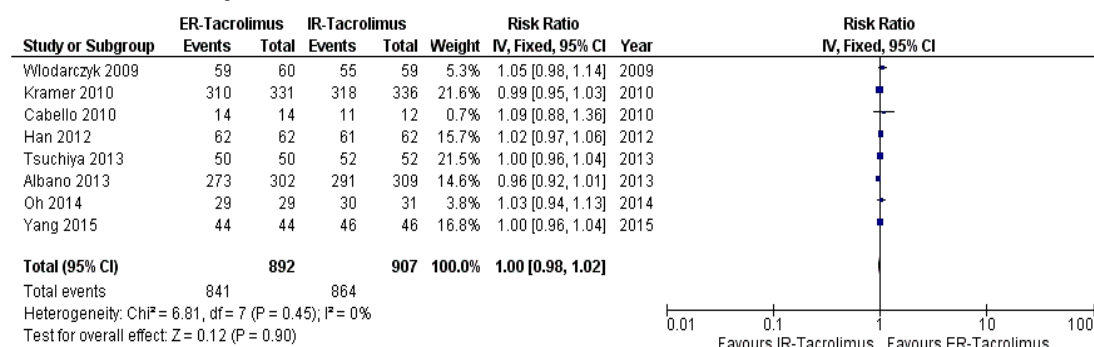 ER-Tacrolimus IR-Tacrolimus Risk Ratio Risk Ratio
Study or Subgroup Events Total Events Total Weight IV, Fixed, 95% CI Year IV, Fixed, 95% CI
Wlodarczyk 2009 59 60 55 59 5.3% 1.05 [0.98, 1.14] 2009
Kramer 2010 310 331 318 336 21.6% 0.99 [0.95, 1.03] 2010
Cabello 2010 14 14 11 12 0.7% 1.09 [0.88, 1.36] 2010
Han 2012 62 62 61 62 15.7% 1.02 [0.97, 1.06] 2012
Tsuchiya 2013 50 50 52 52 21.5% 1.00 [0.96, 1.04] 2013
Albano 2013 273 302 291 309 14.6% 0.96 [0.92, 1.01] 2013
Oh 2014 29 29 30 31 3.8% 1.03 [0.94, 1.13] 2014
Yang 2015 44 44 46 46 16.8% 1.00 [0.96, 1.04] 2015
Total (95% CI) 892 907 100.0% 1.00 [0.98, 1.02]
Total events 841 864
Heterogeneity: Chi² = 6.81, df = 7 (P = 0.45); I² = 0%
Test for overall effect: Z = 0.12 (P = 0.90)
0.01 0.1 1 10 100
Favours IR-Tacrolimus Favours ER-Tacrolimus